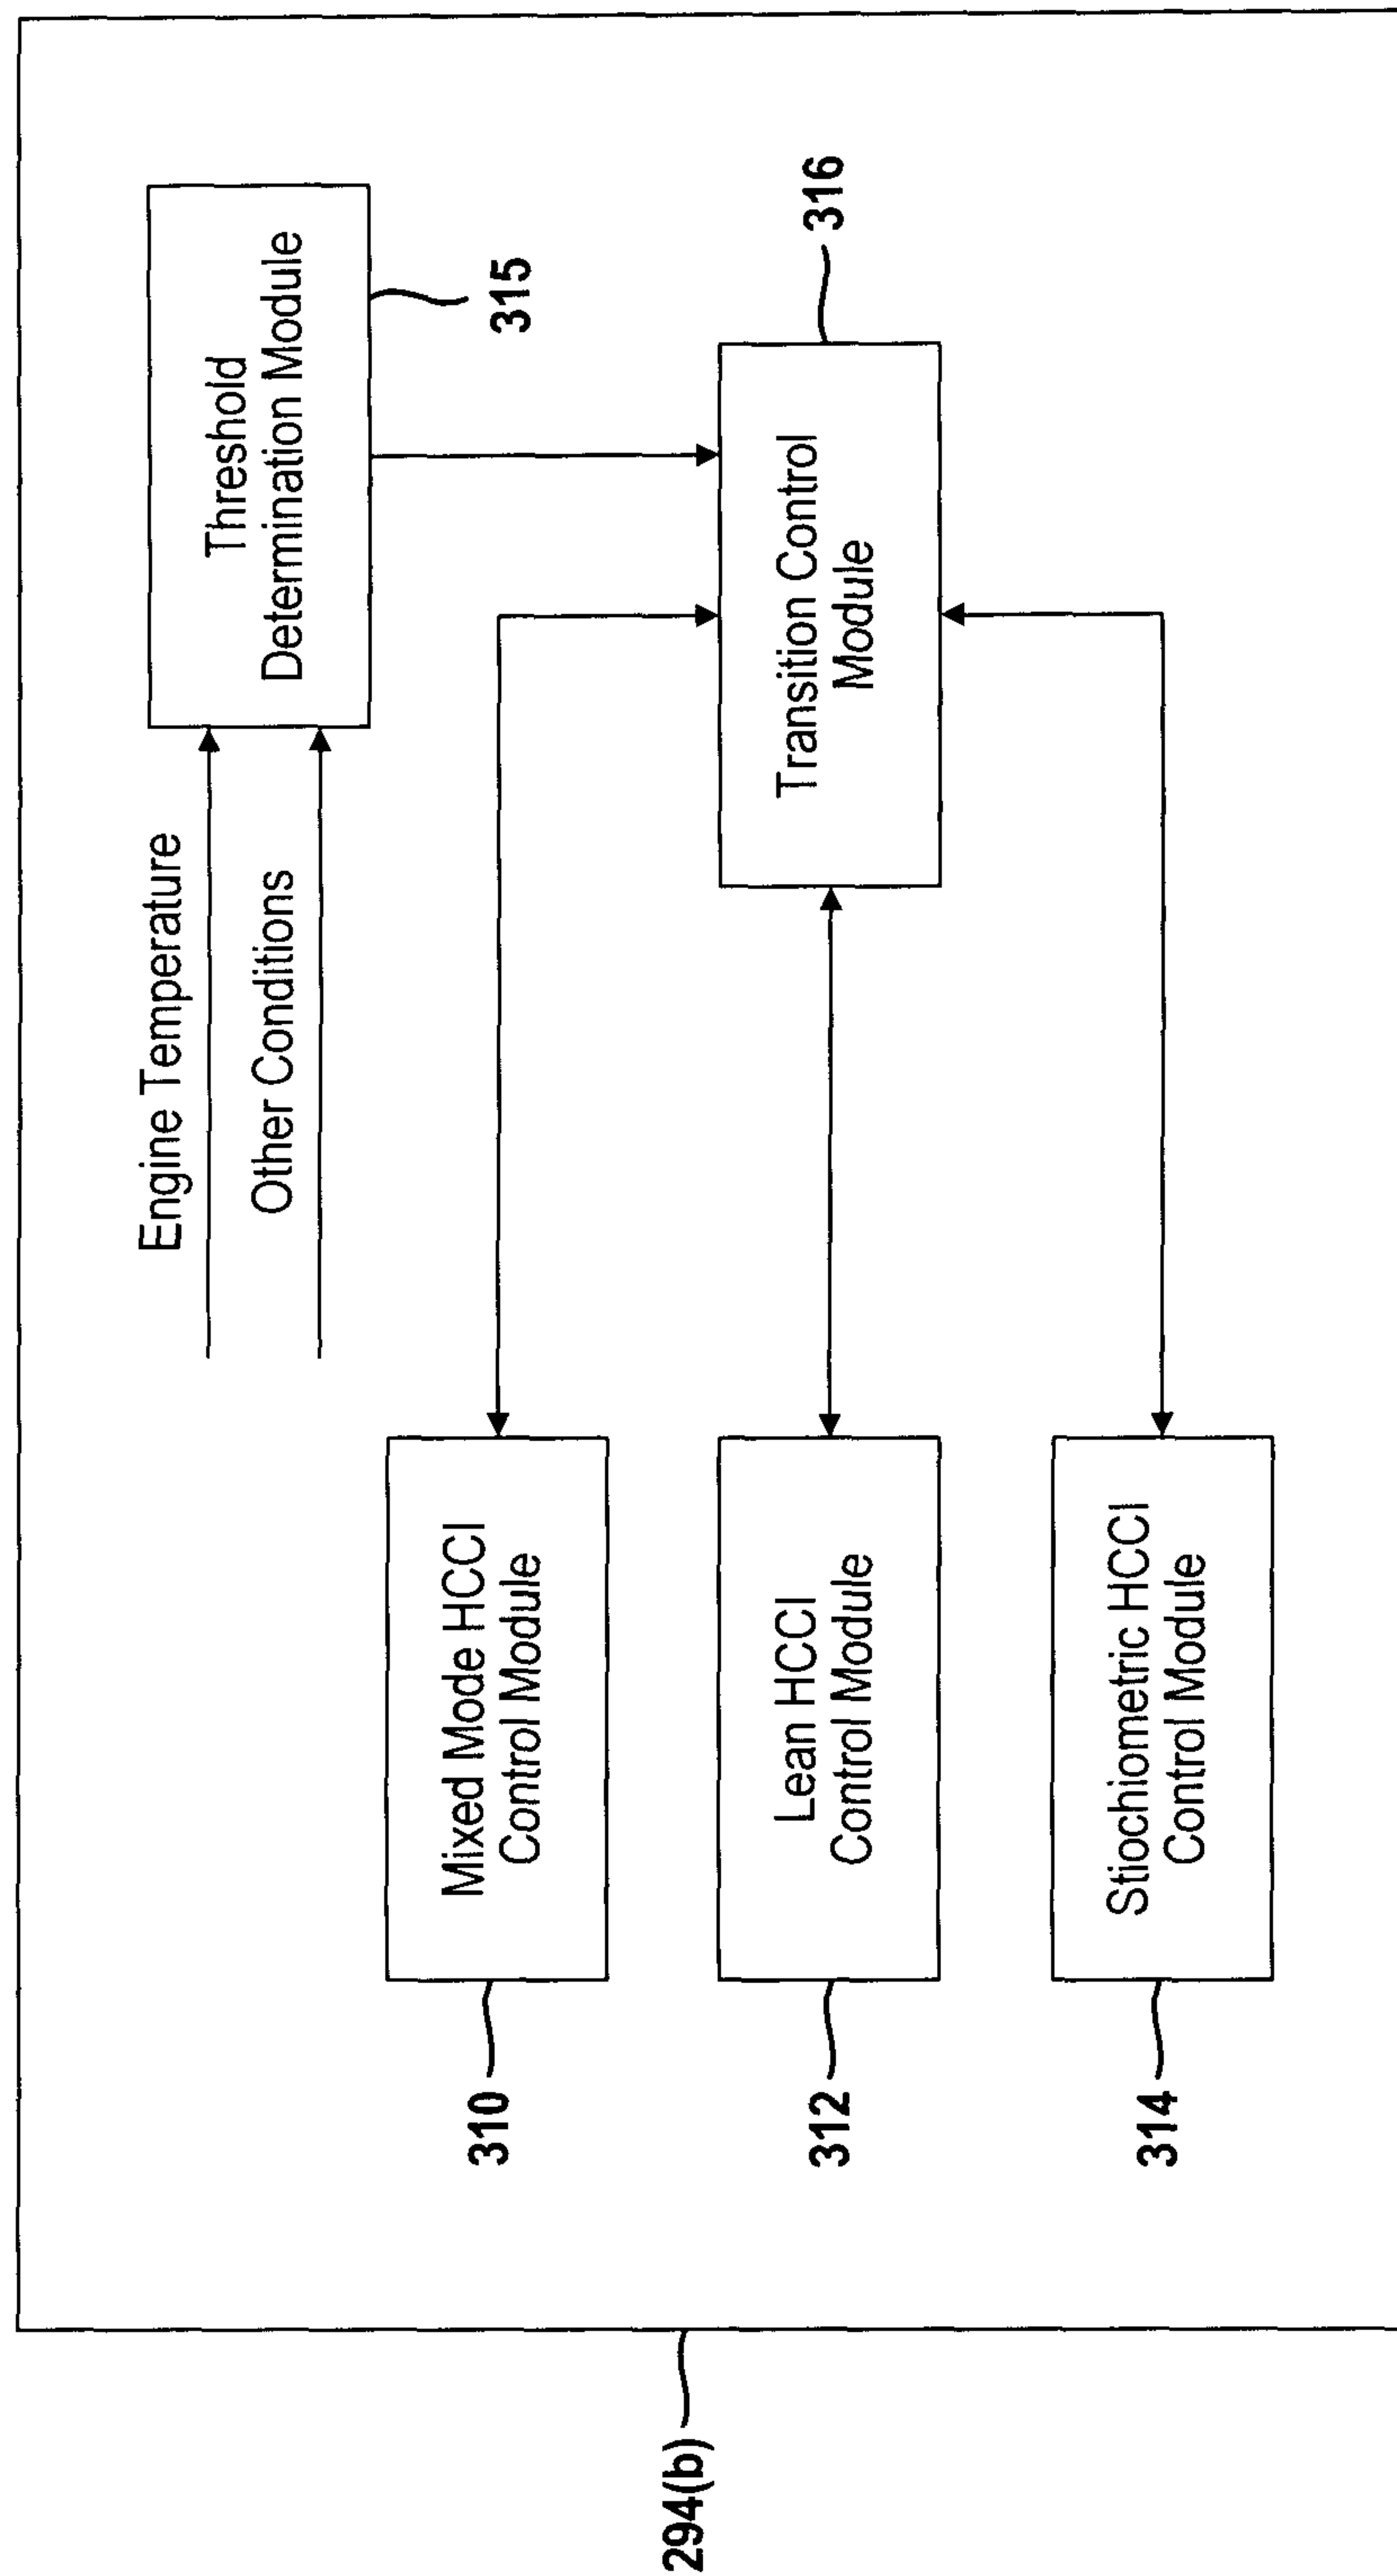 Engine Temperature
Other Conditions
Threshold
Determination Module
315
310
Mixed Mode HCCI
Control Module
312
Lean HCCI
Control Module
Transition Control
Module
316
314
Stiochiometric HCCI
Control Module
294(b)